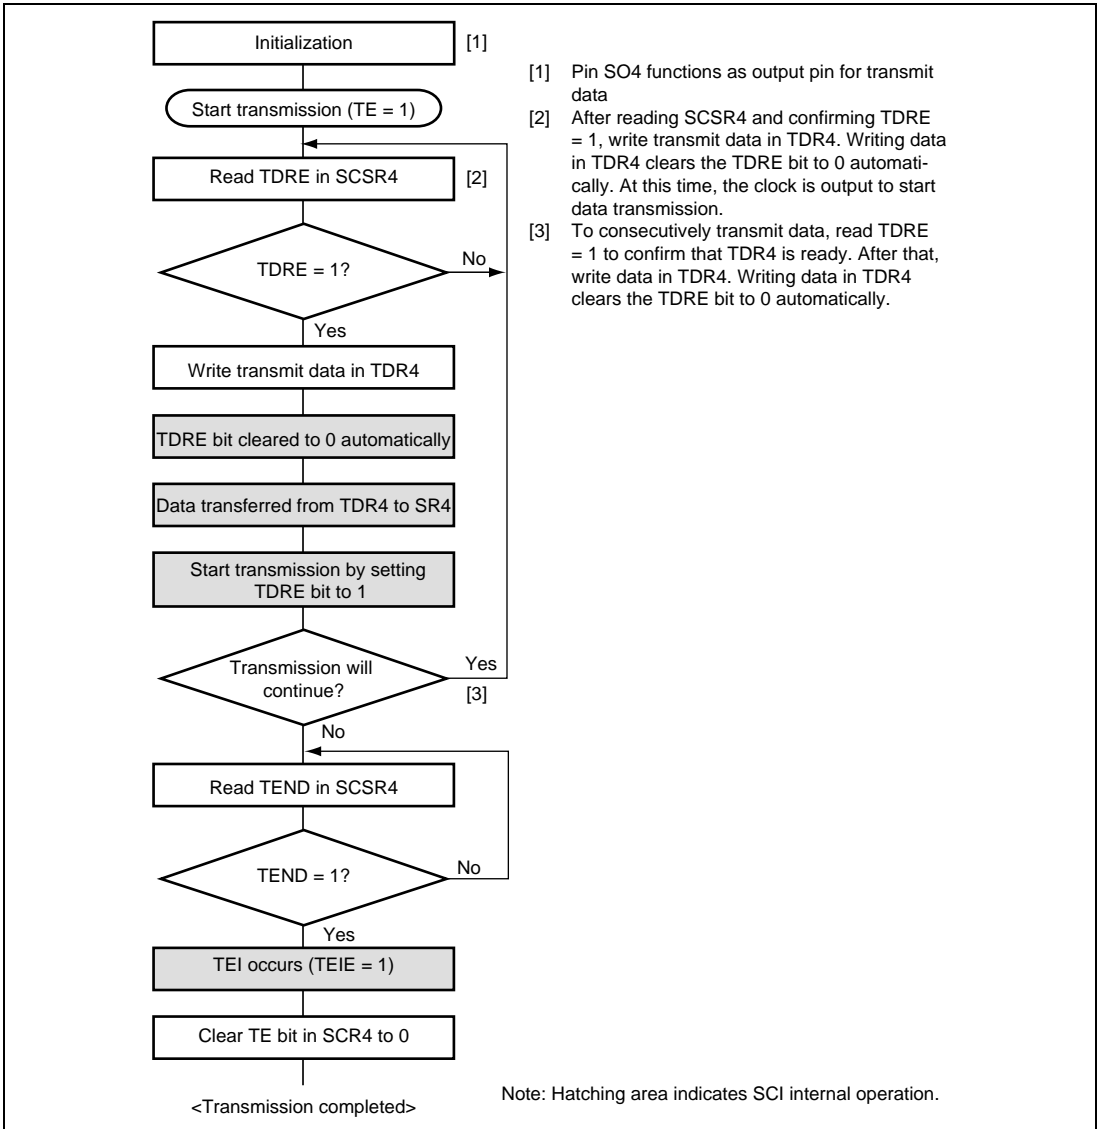 Initialization
[1]
Start transmission (TE = 1)
Read TDRE in SCSR4
[2]
TDRE = 1?
No
Yes
Write transmit data in TDR4
TDRE bit cleared to 0 automatically
Data transferred from TDR4 to SR4
Start transmission by setting
TDRE bit to 1
Transmission will
continue?
Yes
[3]
No
Read TEND in SCSR4
TEND = 1?
No
Yes
TEI occurs (TEIE = 1)
Clear TE bit in SCR4 to 0
<Transmission completed>
[1] Pin SO4 functions as output pin for transmit
data
[2] After reading SCSR4 and confirming TDRE
= 1, write transmit data in TDR4. Writing data
in TDR4 clears the TDRE bit to 0 automati-
cally. At this time, the clock is output to start
data transmission.
[3] To consecutively transmit data, read TDRE
= 1 to confirm that TDR4 is ready. After that,
write data in TDR4. Writing data in TDR4
clears the TDRE bit to 0 automatically.
Note: Hatching area indicates SCI internal operation.